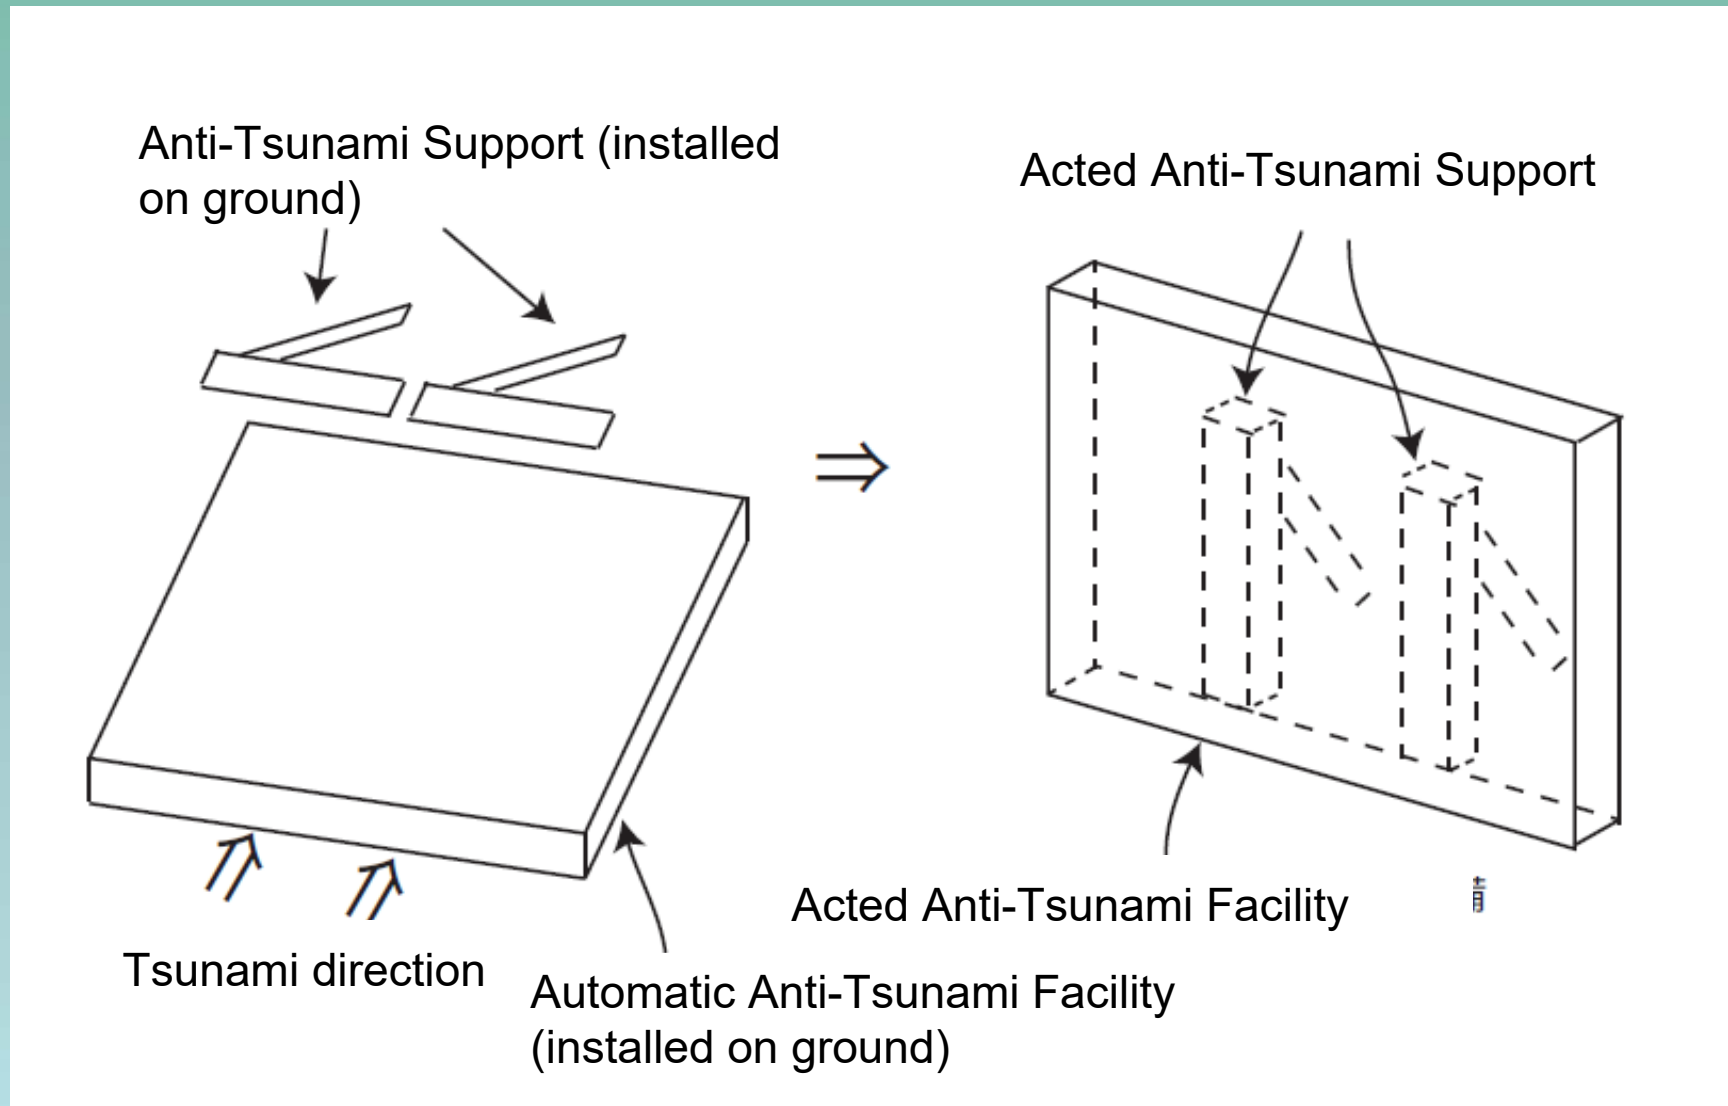 Anti-Tsunami Support (installed
on ground)
Acted Anti-Tsunami Support
Acted Anti-Tsunami Facility
Tsunami direction
Automatic Anti-Tsunami Facility
(installed on ground)